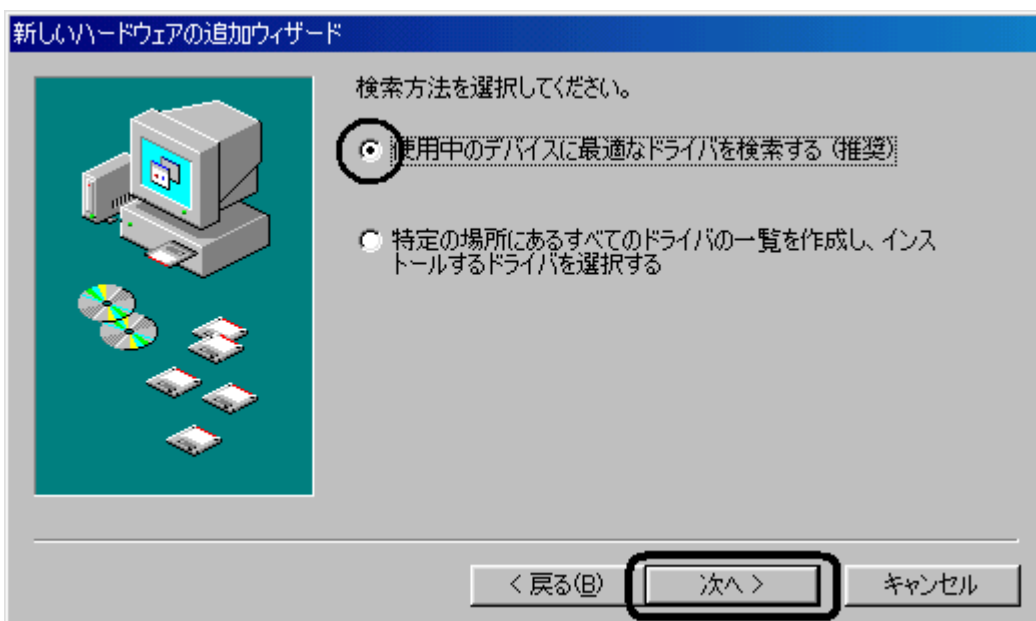 新しいハードウェアの追加ウィザード
検索方法を選択してください。
使用中のデバイスに最適なドライバを検索する (推奨)
特定の場所にあるすべてのドライバの一覧を作成し、インス
トールするドライバを選択する
< 戻る(B)
次へ >
キャンセル